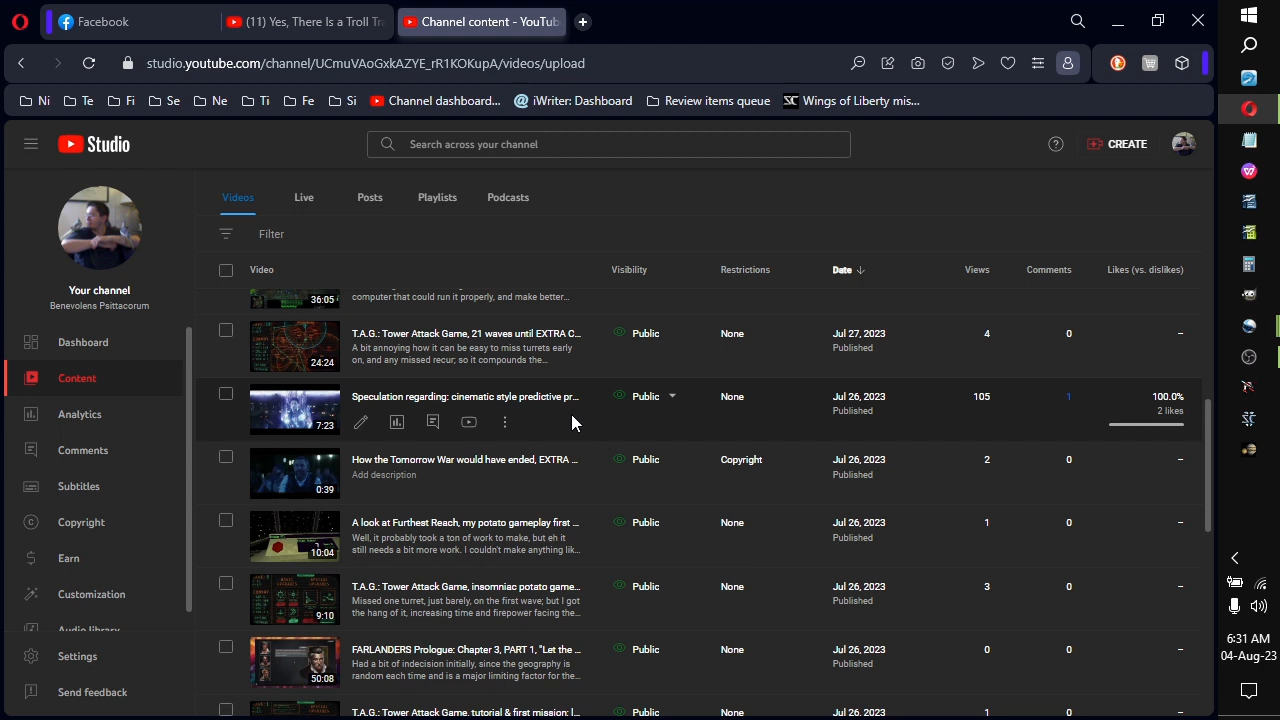 Facebook
(11) Yes, There Is a Troll Tr
Channel content - YouTub
studio.youtube.com/channel/UCmuVAoGxkAZYE_rR1KOKupA/videos/upload
Ni Te Fi Se Ne Ti Fe Si Channel dashboard... iWriter: Dashboard Review items queue Wings of Liberty mis...
Studio
Search across your channel
CREATE
Your channel
Benevolens Psittacorum
Dashboard
Content
Analytics
Comments
Subtitles
Copyright
Earn
Customization
Audio library
Settings
Send feedback
Videos Live Posts Playlists Podcasts
Filter
Video Visibility Restrictions Date Views Comments Likes (vs. dislikes)
36:05
computer that could run it properly, and make better...
24:24
T.A.G.: Tower Attack Game, 21 waves until EXTRA C...
A bit annoying how it can be easy to miss turrets early
on, and any missed recur, so it compounds the...
Public None Jul 27, 2023 4 0 –
Published
7:23
Speculation regarding: cinematic style predictive pr...
Public None Jul 26, 2023 105 1 100.0%
Published 2 likes
0:39
How the Tomorrow War would have ended, EXTRA ...
Add description
Public Copyright Jul 26, 2023 2 0 –
Published
10:04
A look at Furthest Reach, my potato gameplay first ...
Well, it probably took a ton of work to make, but eh it
still needs a bit more work. I couldn't make anything lik...
Public None Jul 26, 2023 1 0 –
Published
9:10
T.A.G.: Tower Attack Game, insomniac potato game...
Missed one turret, just barely, on the first wave; but I got
the hang of it, increasing time and firepower facing the...
Public None Jul 26, 2023 3 0 –
Published
50:08
FARLANDERS Prologue: Chapter 3, PART 1, "Let the ...
Had a bit of indecision initially, since the geography is
random each time and is a major limiting factor for the...
Public None Jul 26, 2023 0 0 –
Published
T.A.G.: Tower Attack Game, tutorial & first mission; I...
Public None Jul 26, 2023 0
6:31 AM
04-Aug-23